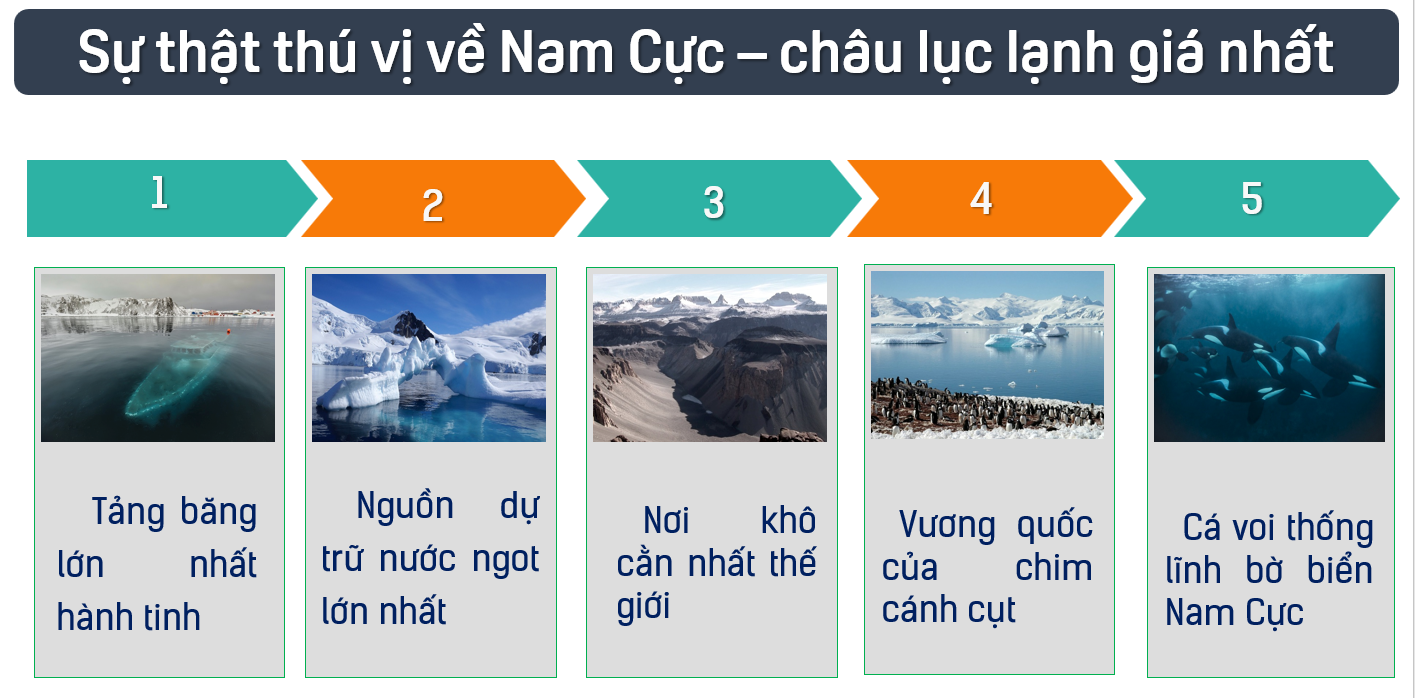 Sự thật thú vị về Nam Cực – châu lục lạnh giá nhất
1
2
3
4
5
Tảng băng
lớn nhất
hành tinh
Nguồn dự
trữ nước ngot
lớn nhất
Nơi khô
cằn nhất thế
giới
Vương quốc
của chim
cánh cụt
Cá voi thống
lĩnh bờ biển
Nam Cực